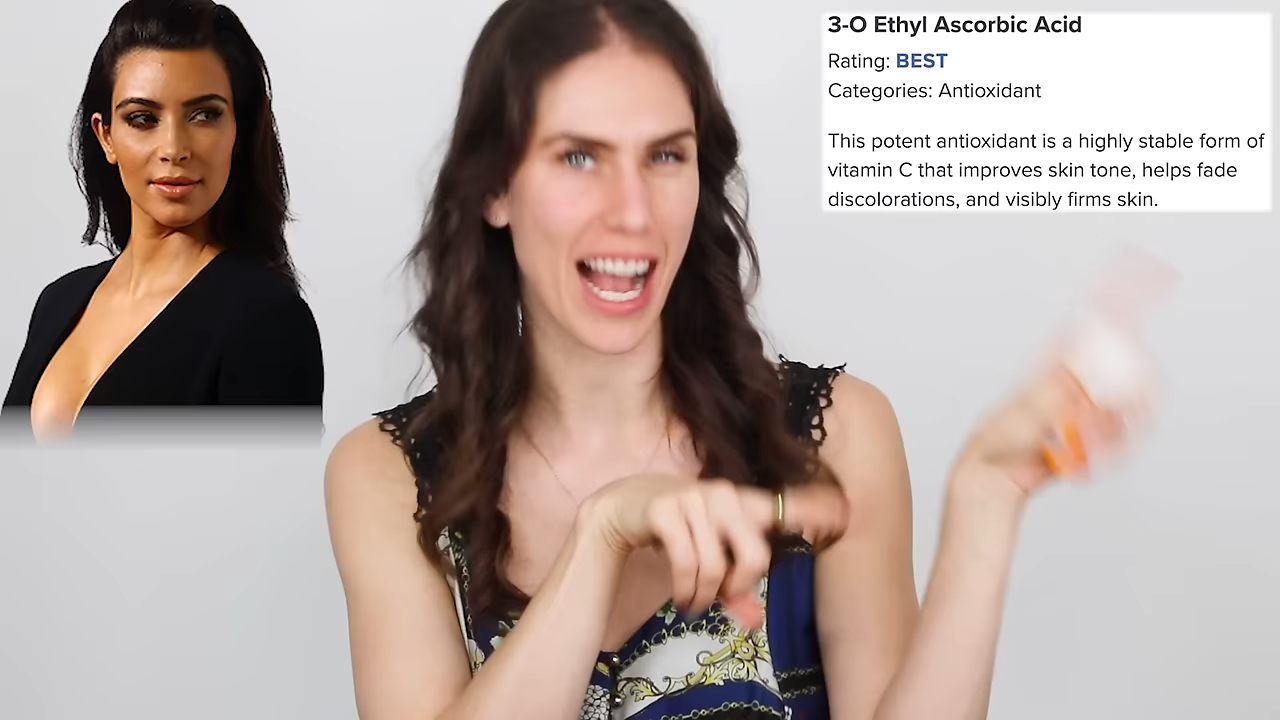 3-O Ethyl Ascorbic Acid
Rating: BEST
Categories: Antioxidant
This potent antioxidant is a highly stable form of
vitamin C that improves skin tone, helps fade
discolorations, and visibly firms skin.